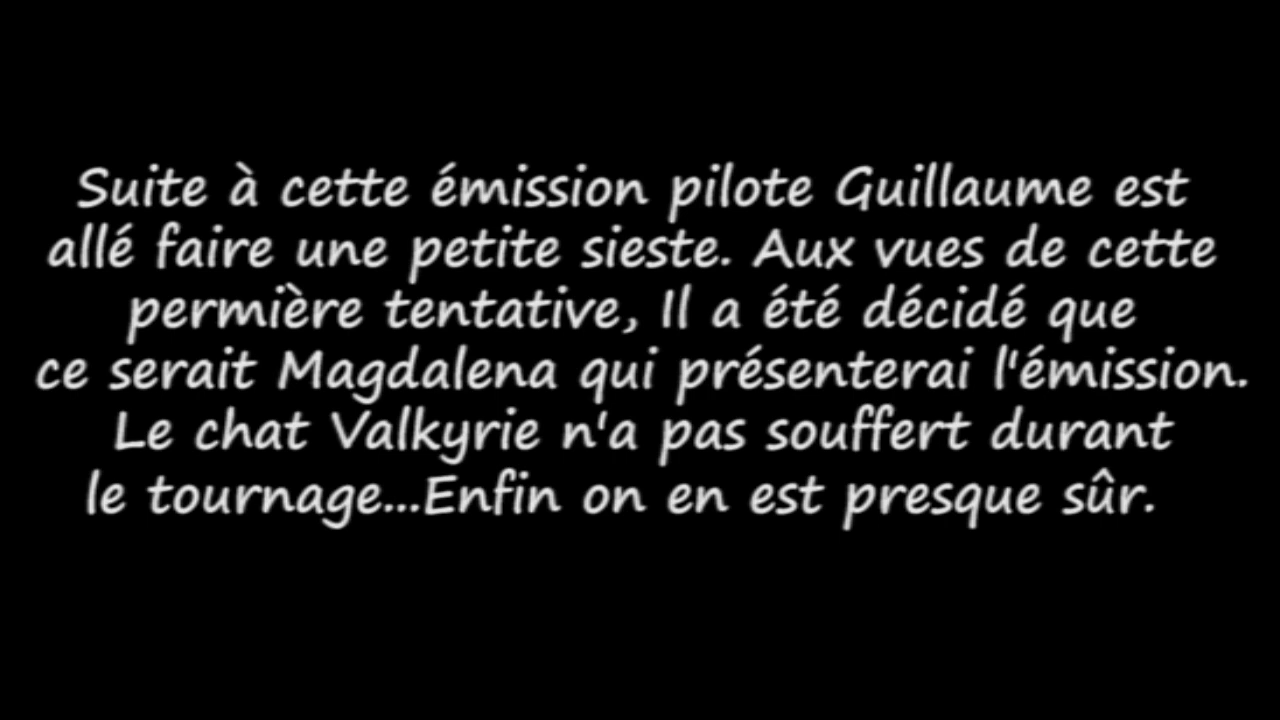 Suite à cette émission pilote Guillaume est
allé faire une petite sieste. Aux vues de cette
permière tentative, Il a été décidé que
ce serait Magdalena qui présenterai l'émission.
Le chat Valkyrie n'a pas souffert durant
le tournage...Enfin on en est presque sûr.